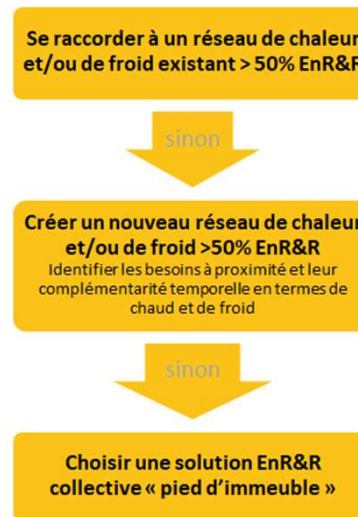 Se raccorder à un réseau de chaleur
et/ou de froid existant > 50% EnR&R
sinon
Créer un nouveau réseau de chaleur
et/ou de froid >50% EnR&R
Identifier les besoins à proximité et leur
complémentarité temporelle en termes de
chaud et de froid
sinon
Choisir une solution EnR&R
collective « pied d’immeuble »